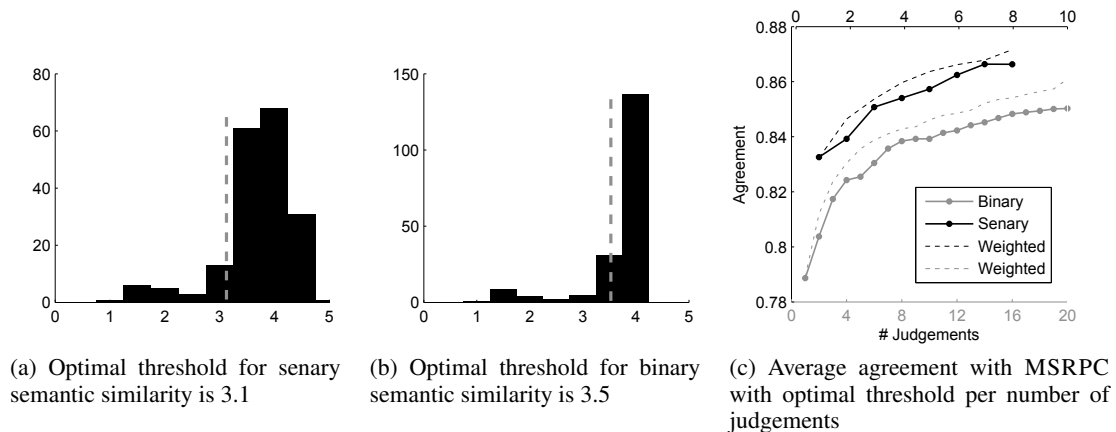 80
60
40
20
0
0 1 2 3 4 5
150
100
50
0
0 1 2 3 4 5
0 2 4 6 8 10
0.88
0.86
0.84
0.82
0.8
0.78
Agreement
Binary
Senary
Weighted
Weighted
0 4 8 12 16 20
# Judgements
(a) Optimal threshold for senary
semantic similarity is 3.1
(b) Optimal threshold for binary
semantic similarity is 3.5
(c) Average agreement with MSRPC
with optimal threshold per number of
judgements